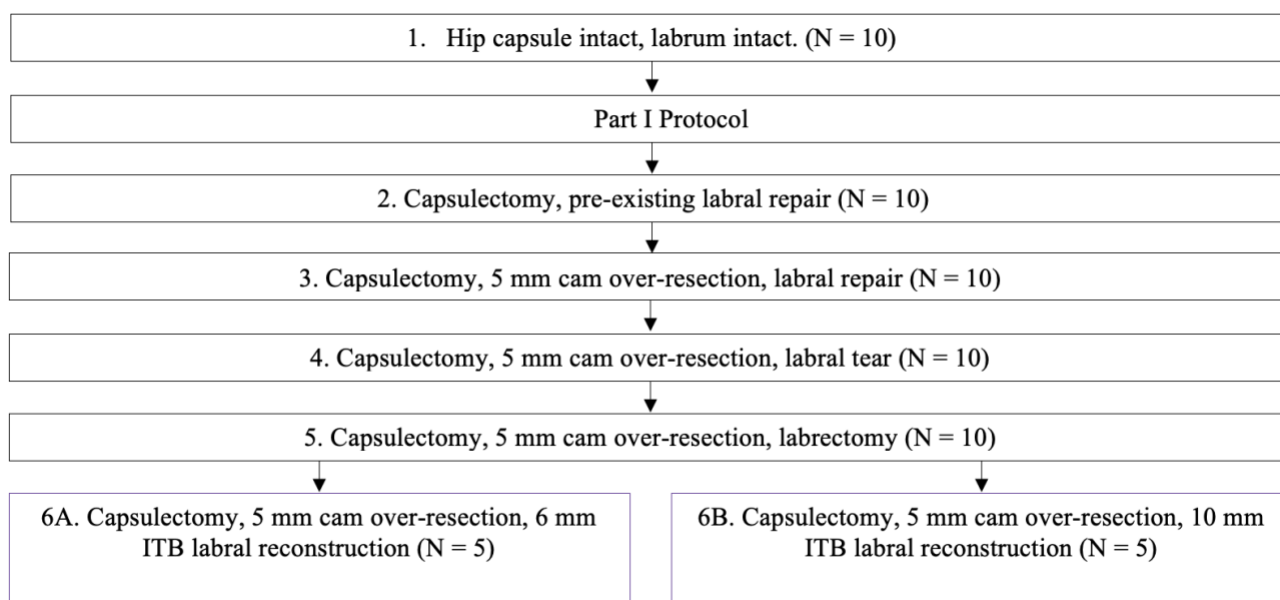 1. Hip capsule intact, labrum intact. (N = 10)
Part I Protocol
2. Capsulectomy, pre-existing labral repair (N = 10)
3. Capsulectomy, 5 mm cam over-resection, labral repair (N = 10)
4. Capsulectomy, 5 mm cam over-resection, labral tear (N = 10)
5. Capsulectomy, 5 mm cam over-resection, labrectomy (N = 10)
6A. Capsulectomy, 5 mm cam over-resection, 6 mm
ITB labral reconstruction (N = 5)
6B. Capsulectomy, 5 mm cam over-resection, 10 mm
ITB labral reconstruction (N = 5)